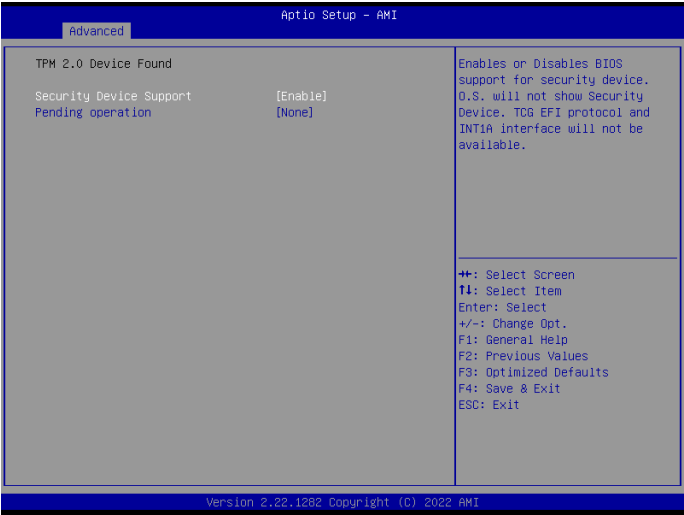 Aptio Setup - AMI
Advanced
TPM 2.0 Device Found
Security Device Support [Enable]
Pending operation [None]
Enables or Disables BIOS
support for security device.
O.S. will not show Security
Device. TCG EFI protocol and
INT1A interface will not be
available.
→←: Select Screen
↑↓: Select Item
Enter: Select
+/-: Change Opt.
F1: General Help
F2: Previous Values
F3: Optimized Defaults
F4: Save & Exit
ESC: Exit
Version 2.22.1282 Copyright (C) 2022 AMI